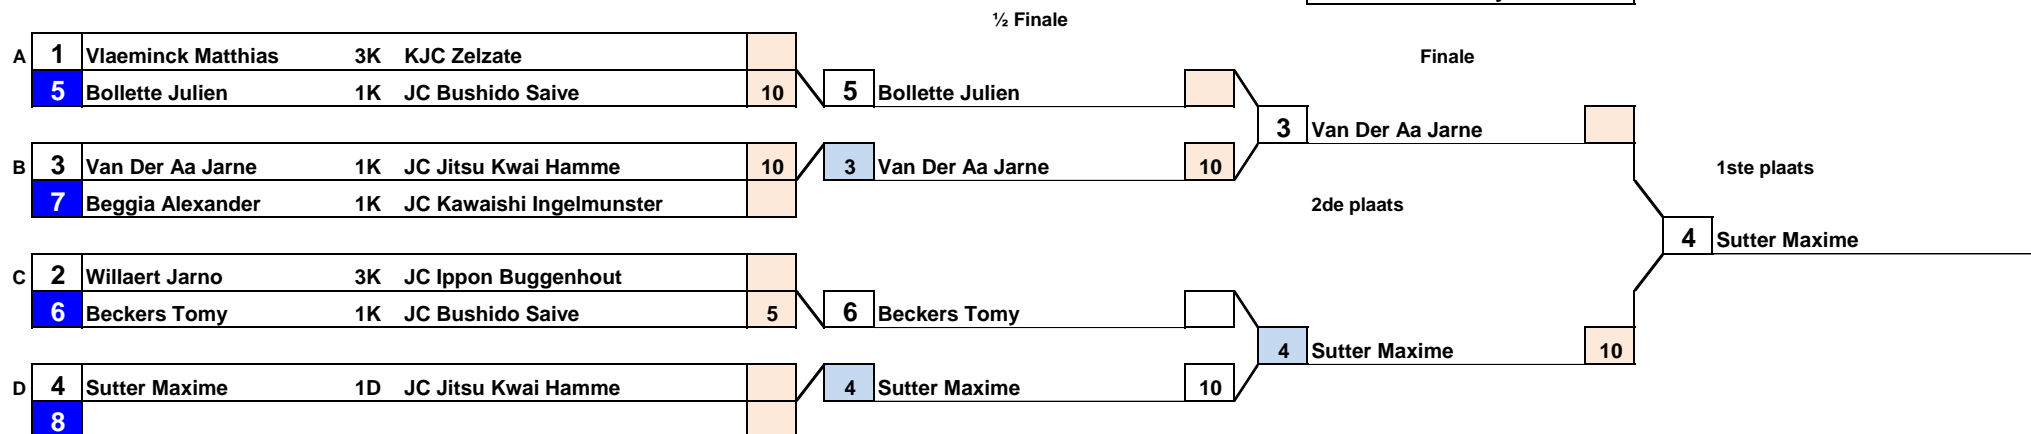 ½ Finale
A 1 Vlaeminck Matthias 3K KJC Zelzate
Finale
5 Bollette Julien 1K JC Bushido Saive 10
5 Bollette Julien
3 Van Der Aa Jarne
B 3 Van Der Aa Jarne 1K JC Jitsu Kwai Hamme 10
3 Van Der Aa Jarne 10
1ste plaats
7 Beggia Alexander 1K JC Kawaishi Ingelmunster
2de plaats
4 Sutter Maxime
C 2 Willaert Jarno 3K JC Ippon Buggenhout
6 Beckers Tomy 1K JC Bushido Saive 5
6 Beckers Tomy
4 Sutter Maxime 10
D 4 Sutter Maxime 1D JC Jitsu Kwai Hamme
4 Sutter Maxime 10
8